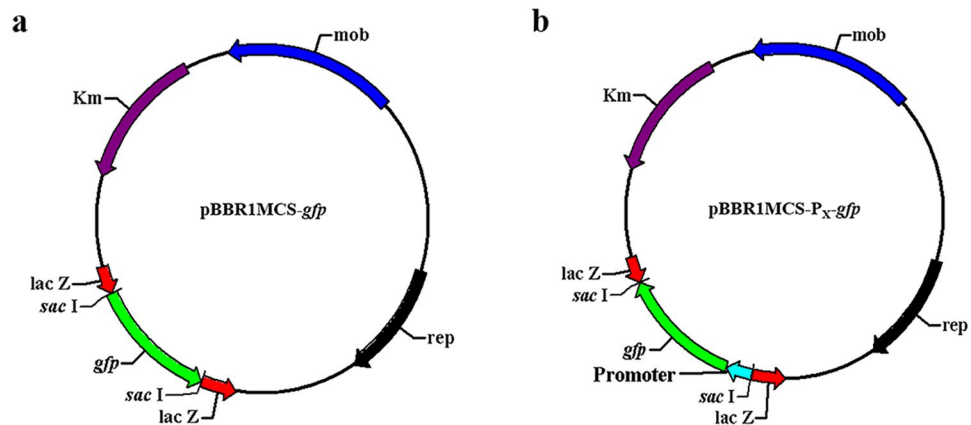 a
mob
Km
pBBR1MCS-gfp
lac Z
sac I
gfp
sac I
lac Z
rep
b
mob
Km
pBBR1MCS-PX-gfp
lac Z
sac I
gfp
Promoter
sac I
lac Z
rep